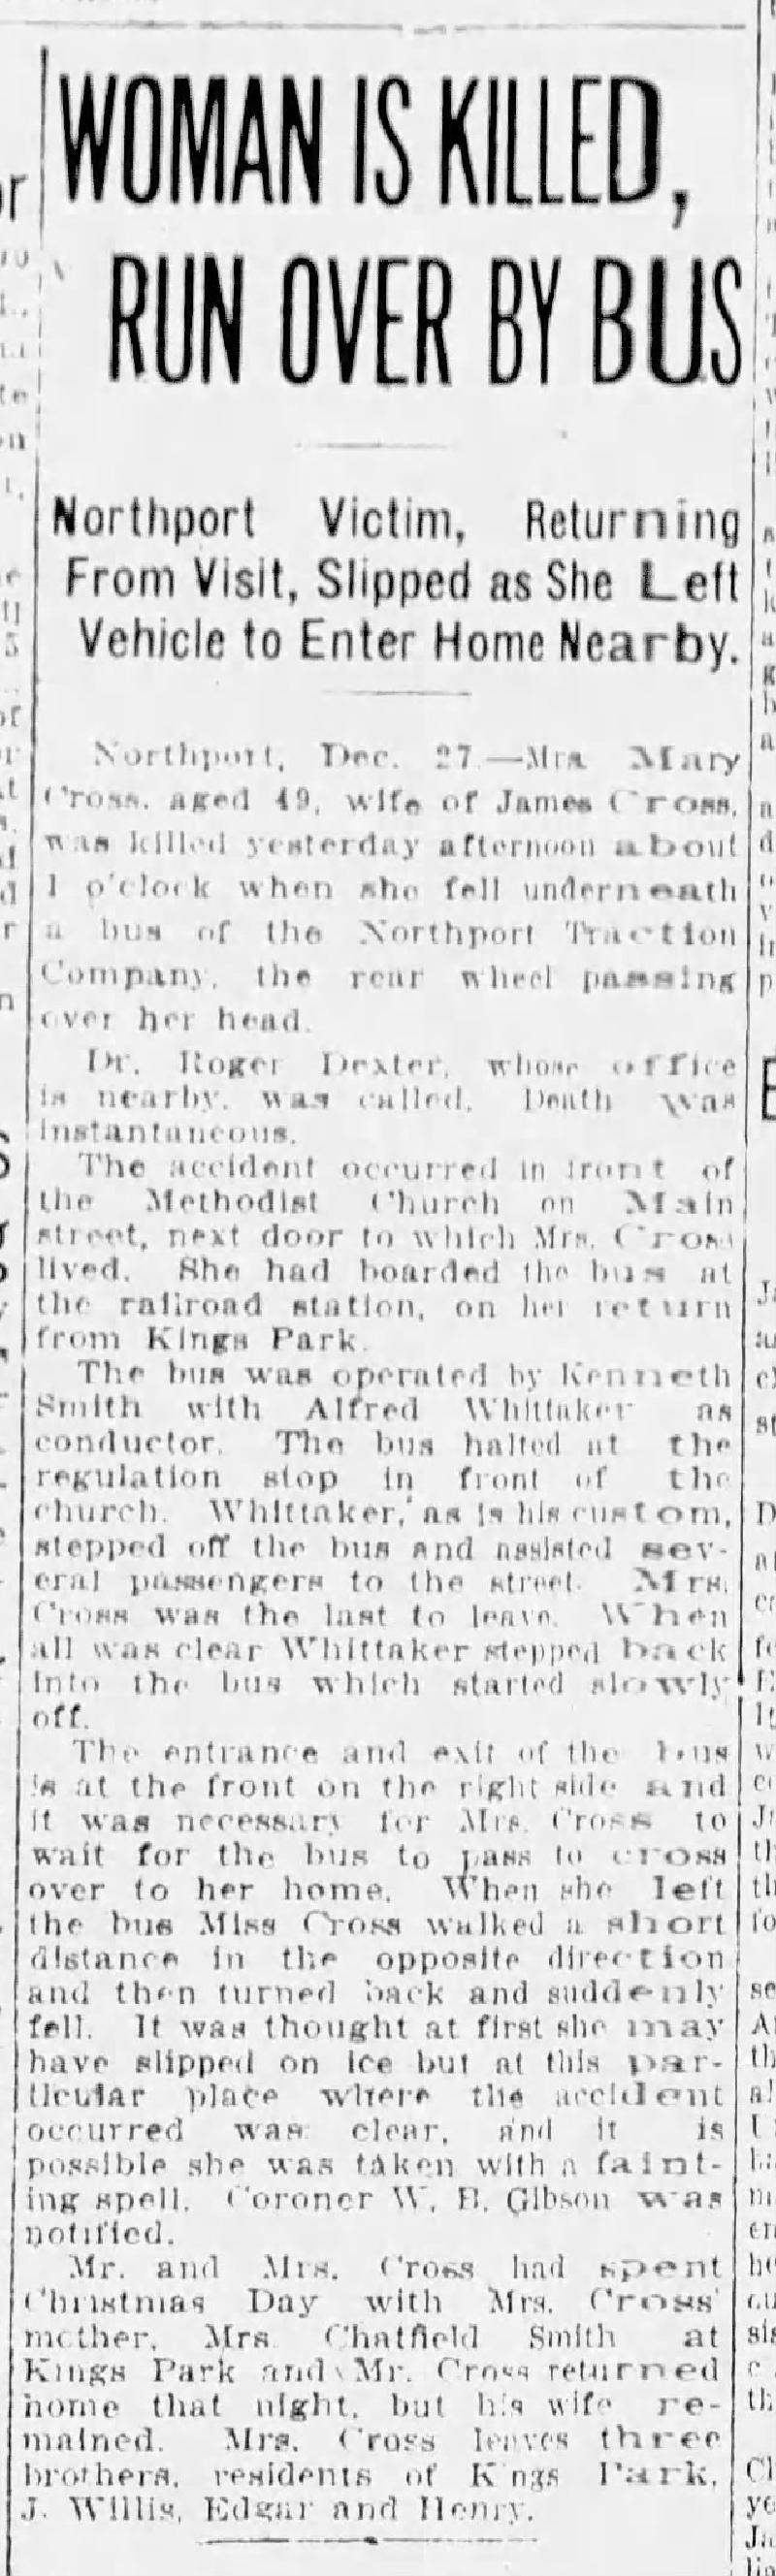 WOMAN IS KILLED,
RUN OVER BY BUS
Northport Victim, Returning
From Visit, Slipped as She Left
Vehicle to Enter Home Nearby.
Northport, Dec. 27.—Mrs. Mary
Cross, aged 49, wife of James Cross,
was killed yesterday afternoon about
1 o'clock when she fell underneath
a bus of the Northport Traction
Company, the rear wheel passing
over her head.
Dr. Roger Dexter, whose office
is nearby, was called. Death was
instantaneous.
The accident occurred in front of
the Methodist Church on Main
street, next door to which Mrs. Cross
lived. She had boarded the bus at
the railroad station, on her return
from Kings Park.
The bus was operated by Kenneth
Smith with Alfred Whittaker as
conductor. The bus halted at the
regulation stop in front of the
church. Whittaker, as is his custom,
stepped off the bus and assisted sev-
eral passengers to the street. Mrs.
Cross was the last to leave. When
all was clear Whittaker stepped back
into the bus which started slowly
off.
The entrance and exit of the bus
is at the front on the right side and
it was necessary for Mrs. Cross to
wait for the bus to pass to cross
over to her home. When she left
the bus Miss Cross walked a short
distance in the opposite direction
and then turned back and suddenly
fell. It was thought at first she may
have slipped on ice but at this par-
ticular place where the accident
occurred was clear, and it is
possible she was taken with a faint-
ing spell. Coroner W. B. Gibson was
notified.
Mr. and Mrs. Cross had spent
Christmas Day with Mrs. Cross'
mother, Mrs. Chatfield Smith at
Kings Park and Mr. Cross returned
home that night, but his wife re-
mained. Mrs. Cross leaves three
brothers, residents of Kings Park,
J. Willis, Edgar and Henry.